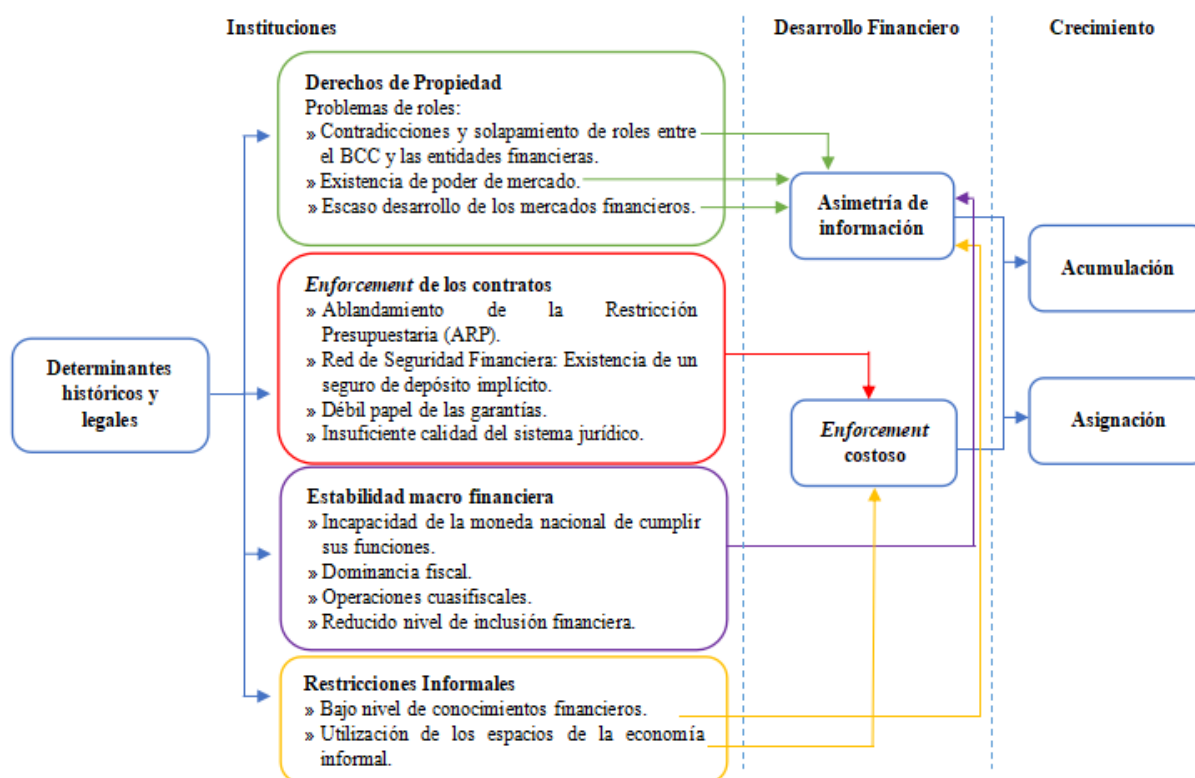 Instituciones
Desarrollo Financiero
Crecimiento
Determinantes
históricos y
legales
Derechos de Propiedad
Problemas de roles:
» Contradicciones y solapamiento de roles entre
el BCC y las entidades financieras.
» Existencia de poder de mercado.
» Escaso desarrollo de los mercados financieros.
Enforcement de los contratos
» Ablandamiento de la Restricción
Presupuestaria (ARP).
» Red de Seguridad Financiera: Existencia de un
seguro de depósito implícito.
» Débil papel de las garantías.
» Insuficiente calidad del sistema jurídico.
Estabilidad macro financiera
» Incapacidad de la moneda nacional de cumplir
sus funciones.
» Dominancia fiscal.
» Operaciones cuasifiscales.
» Reducido nivel de inclusión financiera.
Restricciones Informales
» Bajo nivel de conocimientos financieros.
» Utilización de los espacios de la economía
informal.
Asimetría de
información
Enforcement
costoso
Acumulación
Asignación